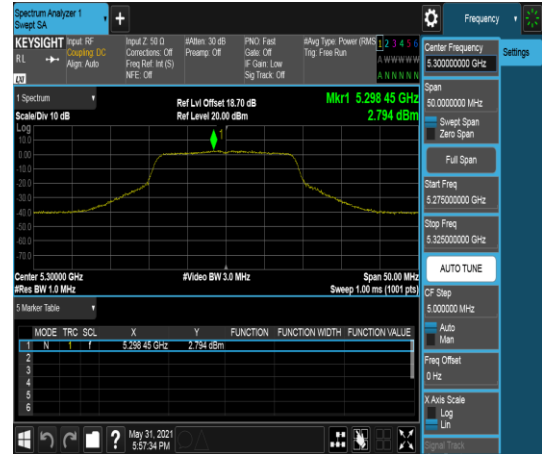 Spectrum Analyzer 1
Swept SA
+
Frequency
KEYSIGHT
RL
LXI
Input: RF
Coupling: DC
Align: Auto
Input Z: 50 Ω
Corrections: Off
Freq Ref: Int (S)
NFE: Off
#Atten: 30 dB
Preamp: Off
PNO: Fast
Gate: Off
IF Gain: Low
Sig Track: Off
#Avg Type: Power (RMS
Trig: Free Run
1 2 3 4 5 6
A W W W W W
A N N N N N
1 Spectrum
Scale/Div 10 dB
Ref Lvl Offset 18.70 dB
Ref Level 20.00 dBm
Mkr1 5.298 45 GHz
2.794 dBm
Log
10.0
0.00
-10.0
-20.0
-30.0
-40.0
-50.0
-60.0
-70.0
1
Center 5.30000 GHz
#Res BW 1.0 MHz
#Video BW 3.0 MHz
Span 50.00 MHz
Sweep 1.00 ms (1001 pts)
5 Marker Table
MODE TRC SCL X Y FUNCTION FUNCTION WIDTH FUNCTION VALUE
1 N 1 f 5.298 45 GHz 2.794 dBm
2
3
4
5
6
May 31, 2021
5:57:34 PM
?
Center Frequency
5.300000000 GHz
Settings
Span
50.0000000 MHz
Swept Span
Zero Span
Full Span
Start Freq
5.275000000 GHz
Stop Freq
5.325000000 GHz
AUTO TUNE
CF Step
5.000000 MHz
Auto
Man
Freq Offset
0 Hz
X Axis Scale
Log
Lin
Signal Track